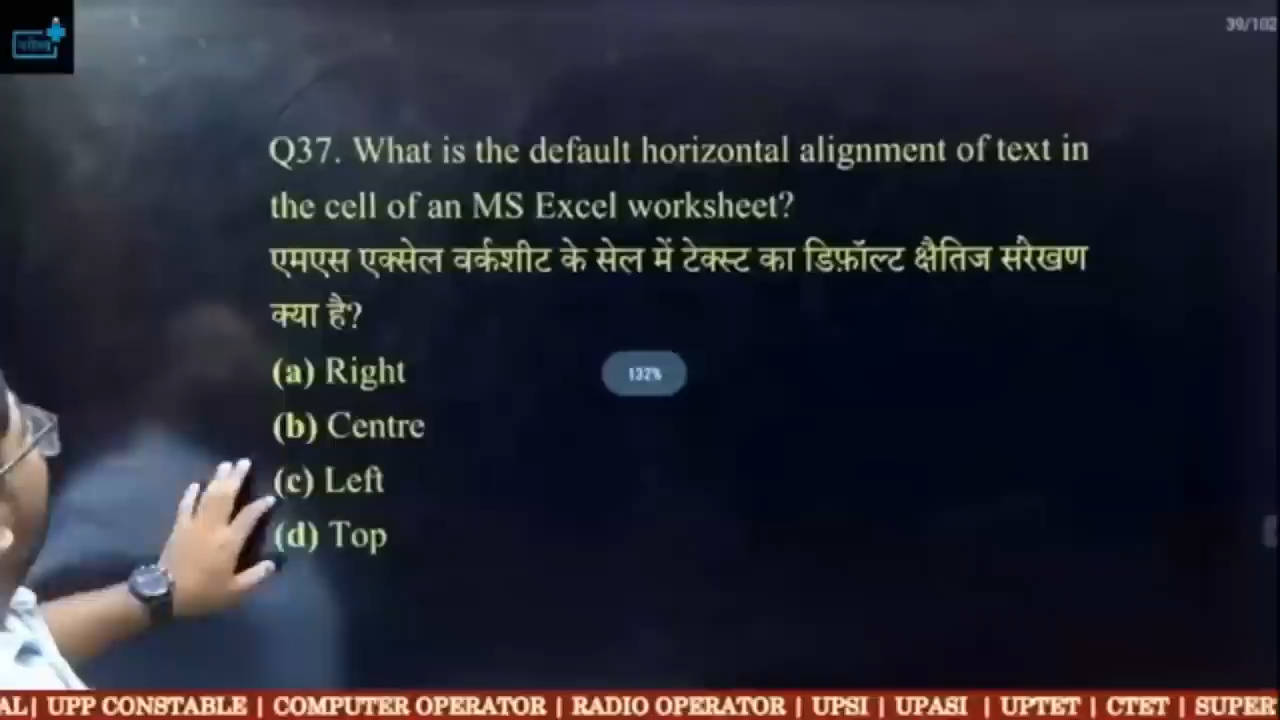 39/102
Q37. What is the default horizontal alignment of text in
the cell of an MS Excel worksheet?
एमएस एक्सेल वर्कशीट के सेल में टेक्स्ट का डिफ़ॉल्ट क्षैतिज संरेखण
क्या है?
(a) Right
132%
(b) Centre
(c) Left
(d) Top
AL| UPP CONSTABLE | COMPUTER OPERATOR | RADIO OPERATOR | UPSI | UPASI | UPTET | CTET | SUPER